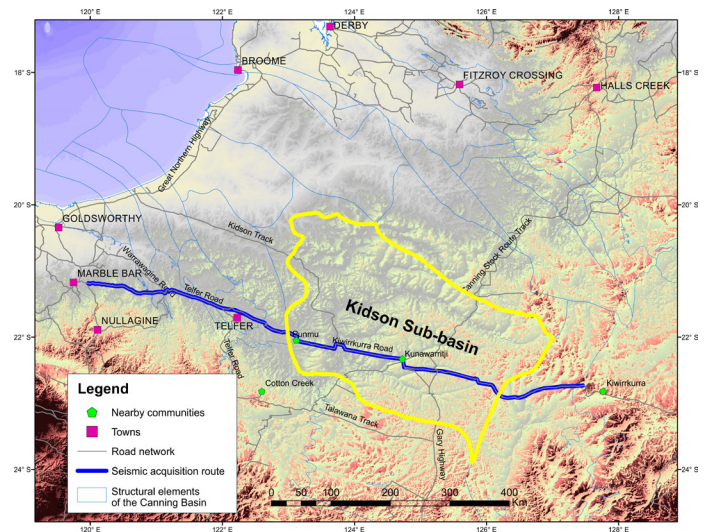 120° E
122° E
124° E
126° E
128° E
DERBY
BROOME
18° S
18° S
FITZROY CROSSING
HALLS CREEK
Great Northern Highway
20° S
20° S
GOLDSWORTHY
Kidson Track
Canning Stock Route Track
Warrawagine Road
MARBLE BAR
Telfer Road
Kidson Sub-basin
NULLAGINE
TELFER
22° S
22° S
Kiwirrkurra Road
Kunawarritji
Telfer Road
Cotton Creek
Kiwirrkurra
Talawana Track
Gary Highway
Legend
Nearby communities
Towns
Road network
Seismic acquisition route
Structural elements
of the Canning Basin
24° S
0 50 100 200 300 400
Km
120° E
122° E
124° E
126° E
128° E